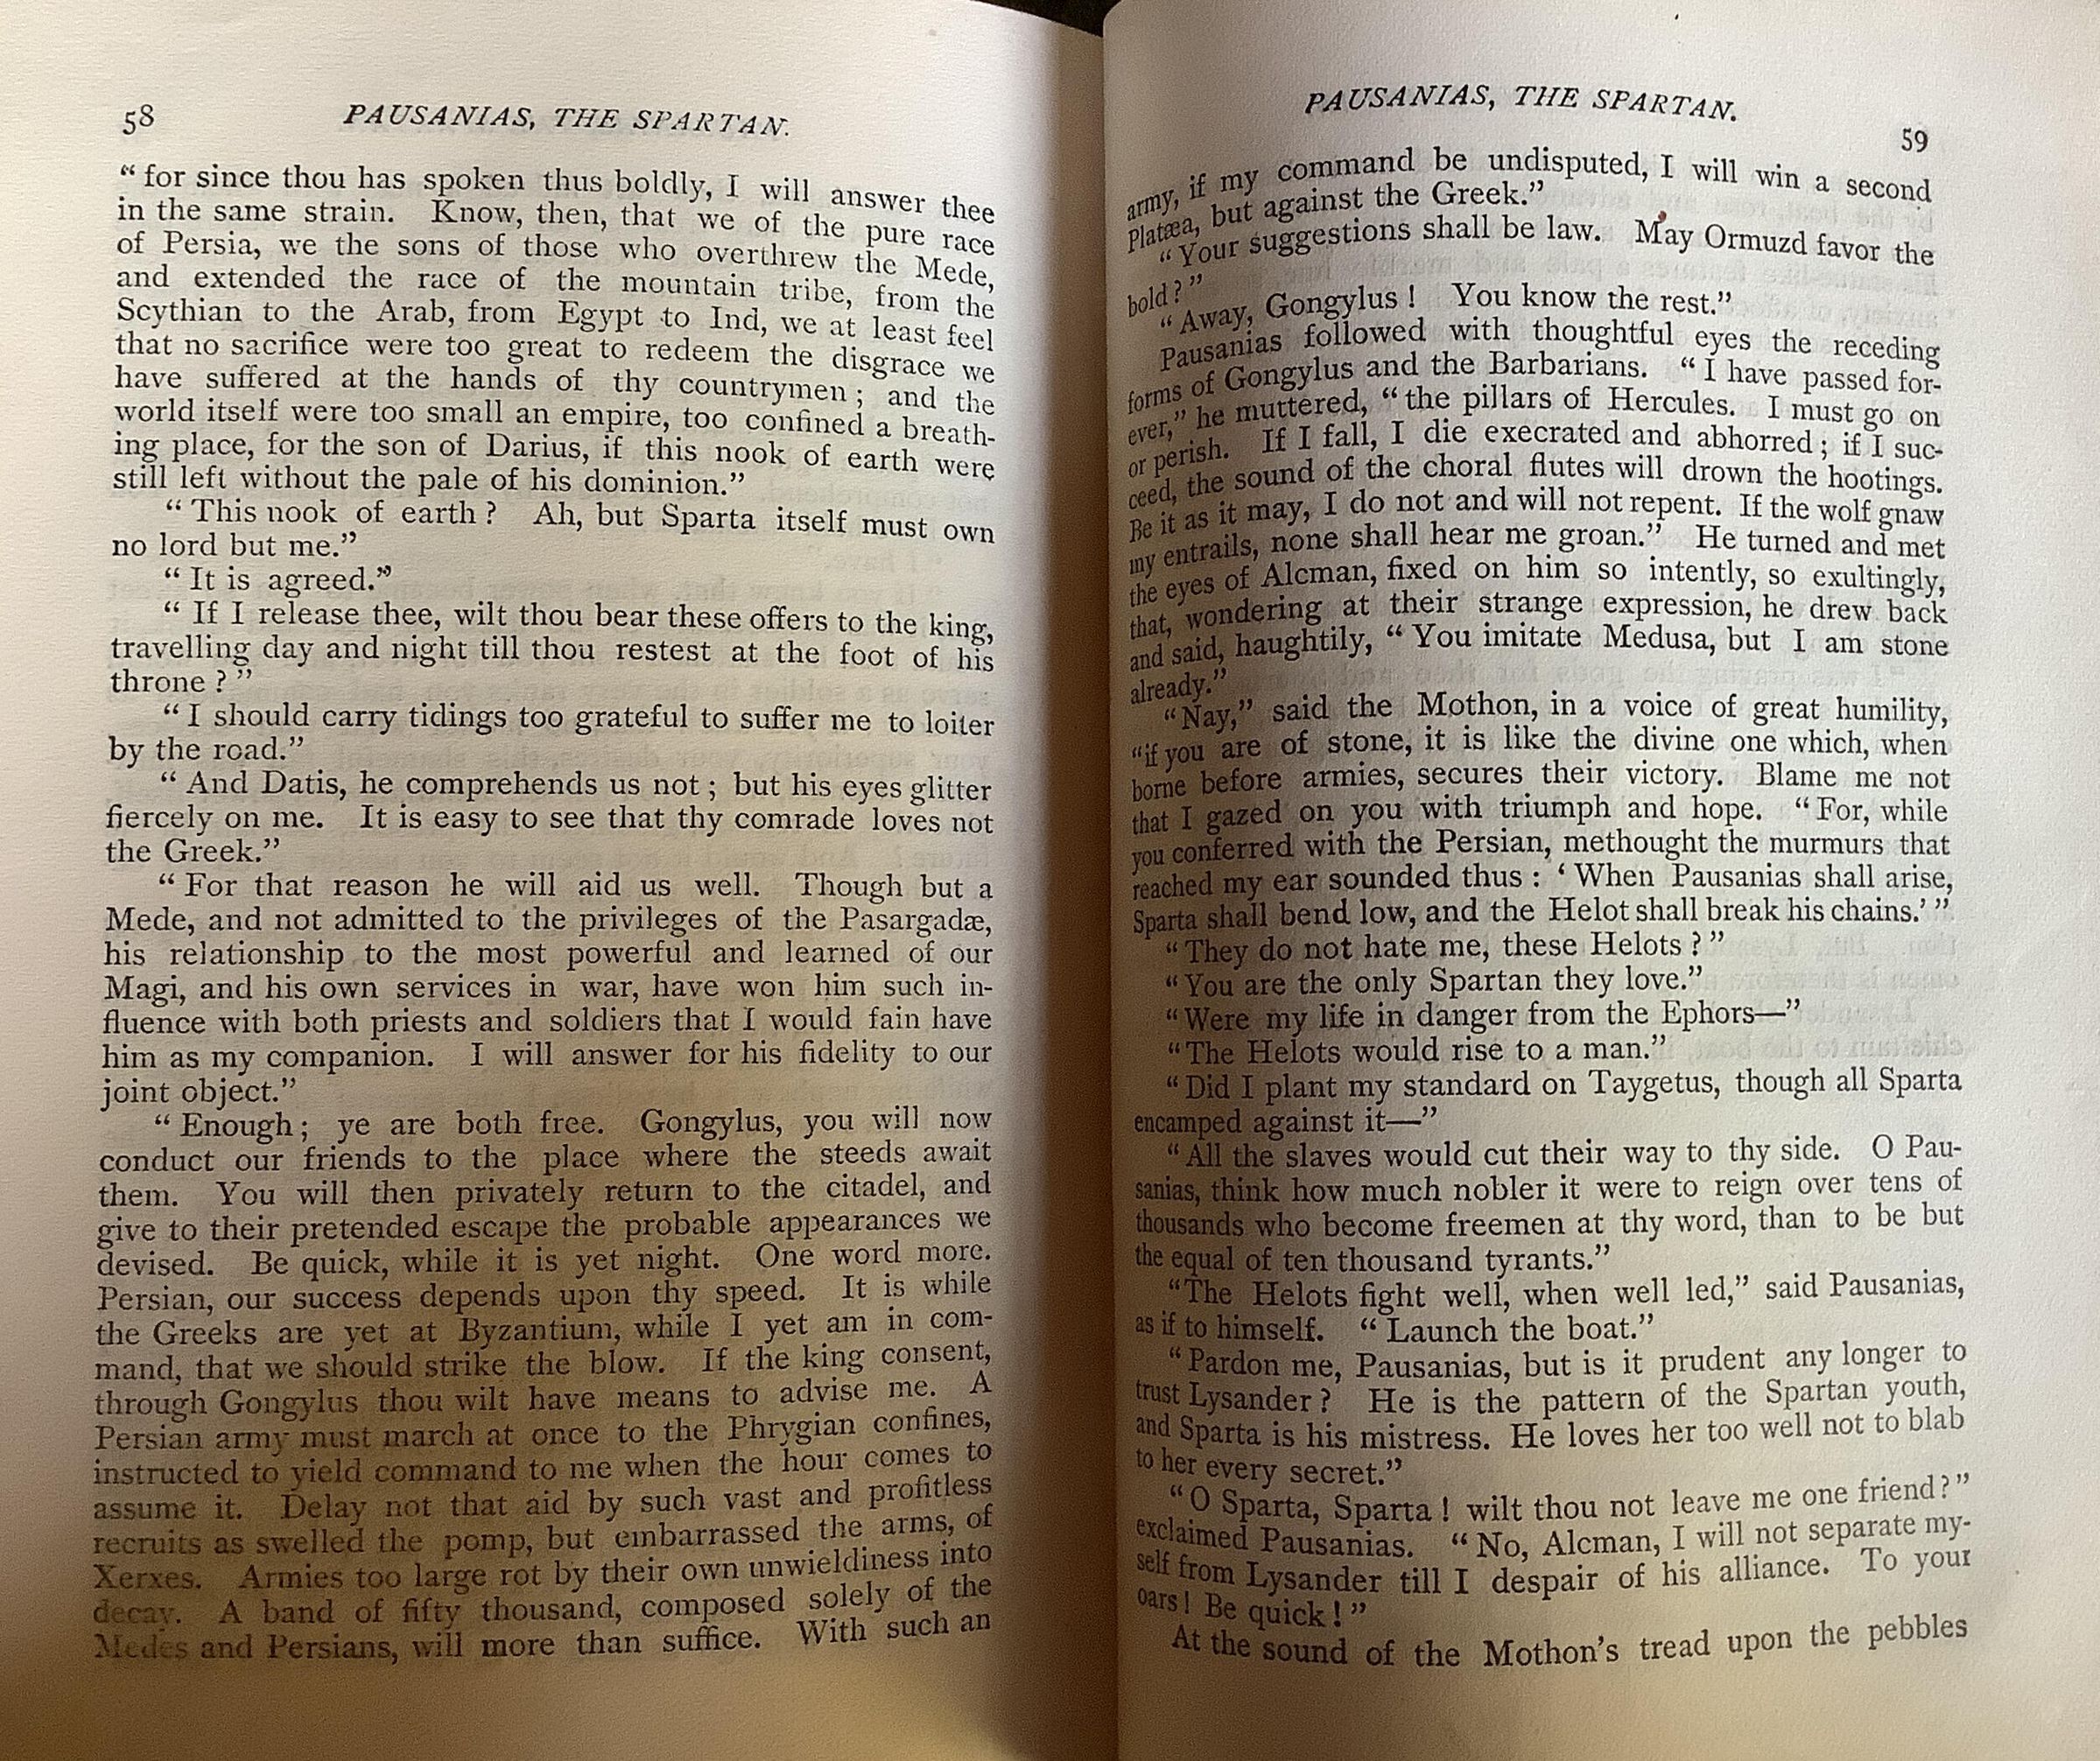 58
PAUSANIAS, THE SPARTAN.
“for since thou has spoken thus boldly, I will answer thee
in the same strain. Know, then, that we of the pure race
of Persia, we the sons of those who overthrew the Mede,
and extended the race of the mountain tribe, from the
Scythian to the Arab, from Egypt to Ind, we at least feel
that no sacrifice were too great to redeem the disgrace we
have suffered at the hands of thy countrymen; and the
world itself were too small an empire, too confined a breath-
ing place, for the son of Darius, if this nook of earth were
still left without the pale of his dominion.”
“This nook of earth? Ah, but Sparta itself must own
no lord but me.”
“It is agreed.”
“If I release thee, wilt thou bear these offers to the king,
travelling day and night till thou restest at the foot of his
throne?”
“I should carry tidings too grateful to suffer me to loiter
by the road.”
“And Datis, he comprehends us not; but his eyes glitter
fiercely on me. It is easy to see that thy comrade loves not
the Greek.”
“For that reason he will aid us well. Though but a
Mede, and not admitted to the privileges of the Pasargadæ,
his relationship to the most powerful and learned of our
Magi, and his own services in war, have won him such in-
fluence with both priests and soldiers that I would fain have
him as my companion. I will answer for his fidelity to our
joint object.”
“Enough; ye are both free. Gongylus, you will now
conduct our friends to the place where the steeds await
them. You will then privately return to the citadel, and
give to their pretended escape the probable appearances we
devised. Be quick, while it is yet night. One word more.
Persian, our success depends upon thy speed. It is while
the Greeks are yet at Byzantium, while I yet am in com-
mand, that we should strike the blow. If the king consent,
through Gongylus thou wilt have means to advise me. A
Persian army must march at once to the Phrygian confines,
instructed to yield command to me when the hour comes to
assume it. Delay not that aid by such vast and profitless
recruits as swelled the pomp, but embarrassed the arms, of
Xerxes. Armies too large rot by their own unwieldiness into
decay. A band of fifty thousand, composed solely of the
Medes and Persians, will more than suffice. With such an
PAUSANIAS, THE SPARTAN.
59
army, if my command be undisputed, I will win a second
Platæa, but against the Greek.”
“Your suggestions shall be law. May Ormuzd favor the
bold?”
“Away, Gongylus! You know the rest.”
Pausanias followed with thoughtful eyes the receding
forms of Gongylus and the Barbarians. “I have passed for-
ever,” he muttered, “the pillars of Hercules. I must go on
or perish. If I fall, I die execrated and abhorred; if I suc-
ceed, the sound of the choral flutes will drown the hootings.
Be it as it may, I do not and will not repent. If the wolf gnaw
my entrails, none shall hear me groan.” He turned and met
the eyes of Alcman, fixed on him so intently, so exultingly,
that, wondering at their strange expression, he drew back
and said, haughtily, “You imitate Medusa, but I am stone
already.”
“Nay,” said the Mothon, in a voice of great humility,
“if you are of stone, it is like the divine one which, when
borne before armies, secures their victory. Blame me not
that I gazed on you with triumph and hope. “For, while
you conferred with the Persian, methought the murmurs that
reached my ear sounded thus: ‘When Pausanias shall arise,
Sparta shall bend low, and the Helot shall break his chains.’”
“They do not hate me, these Helots?”
“You are the only Spartan they love.”
“Were my life in danger from the Ephors—”
“The Helots would rise to a man.”
“Did I plant my standard on Taygetus, though all Sparta
encamped against it—”
“All the slaves would cut their way to thy side. O Pau-
sanias, think how much nobler it were to reign over tens of
thousands who become freemen at thy word, than to be but
the equal of ten thousand tyrants.”
“The Helots fight well, when well led,” said Pausanias,
as if to himself. “Launch the boat.”
“Pardon me, Pausanias, but is it prudent any longer to
trust Lysander? He is the pattern of the Spartan youth,
and Sparta is his mistress. He loves her too well not to blab
to her every secret.”
“O Sparta, Sparta! wilt thou not leave me one friend?”
exclaimed Pausanias. “No, Alcman, I will not separate my-
self from Lysander till I despair of his alliance. To your
oars! Be quick!”
At the sound of the Mothon’s tread upon the pebbles